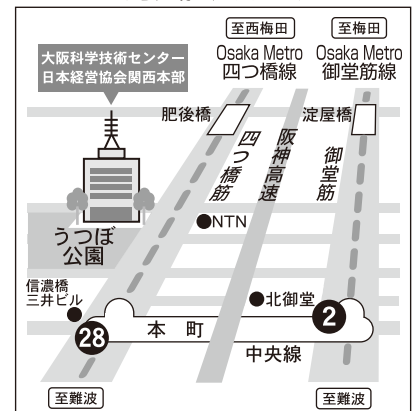 至西梅田
至梅田
Osaka Metro
四つ橋線
Osaka Metro
御堂筋線
大阪科学技術センター
日本経営協会関西本部
肥後橋
淀屋橋
四つ橋筋
阪神高速
御堂筋
●NTN
うつぼ
公園
信濃橋
三井ビル
●北御堂
2
28
本町
中央線
至難波
至難波